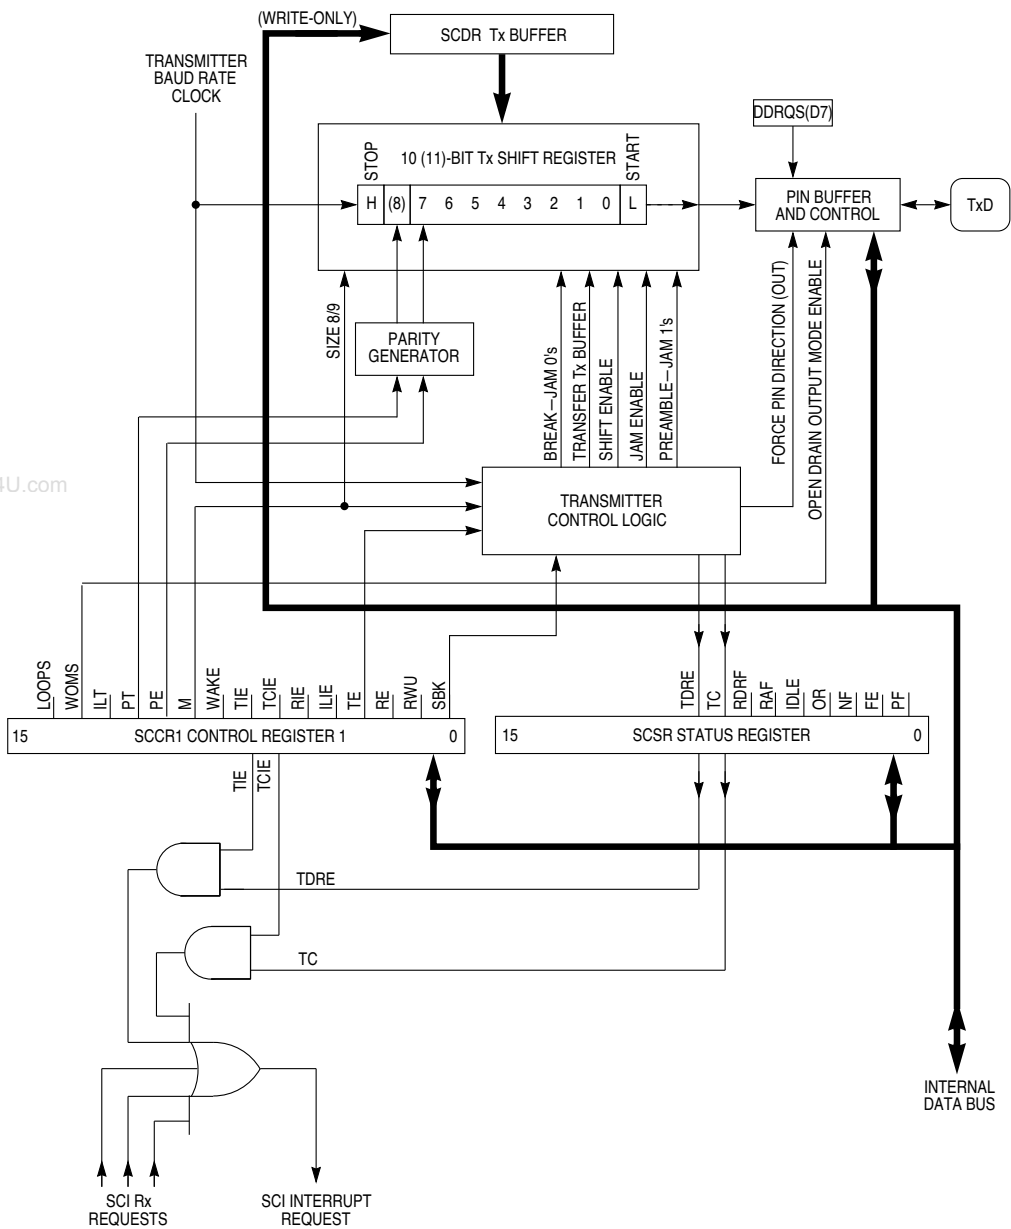 (WRITE-ONLY)
SCDR Tx BUFFER
TRANSMITTER
BAUD RATE
CLOCK
DDRQS(D7)
10 (11)-BIT Tx SHIFT REGISTER
STOP
START
H (8) 7 6 5 4 3 2 1 0 L
PIN BUFFER
AND CONTROL
TxD
SIZE 8/9
PARITY
GENERATOR
BREAK—JAM 0's
TRANSFER Tx BUFFER
SHIFT ENABLE
JAM ENABLE
PREAMBLE—JAM 1's
FORCE PIN DIRECTION (OUT)
OPEN DRAIN OUTPUT MODE ENABLE
4U.com
TRANSMITTER
CONTROL LOGIC
LOOPS
WOMS
ILT
PT
PE
M
WAKE
TIE
TCIE
RIE
ILIE
TE
RE
RWU
SBK
TDRE
TC
RDRF
RAF
IDLE
OR
NF
FE
PF
15 SCCR1 CONTROL REGISTER 1 0
15 SCSR STATUS REGISTER 0
TIE
TCIE
TDRE
TC
INTERNAL
DATA BUS
SCI Rx
REQUESTS
SCI INTERRUPT
REQUEST